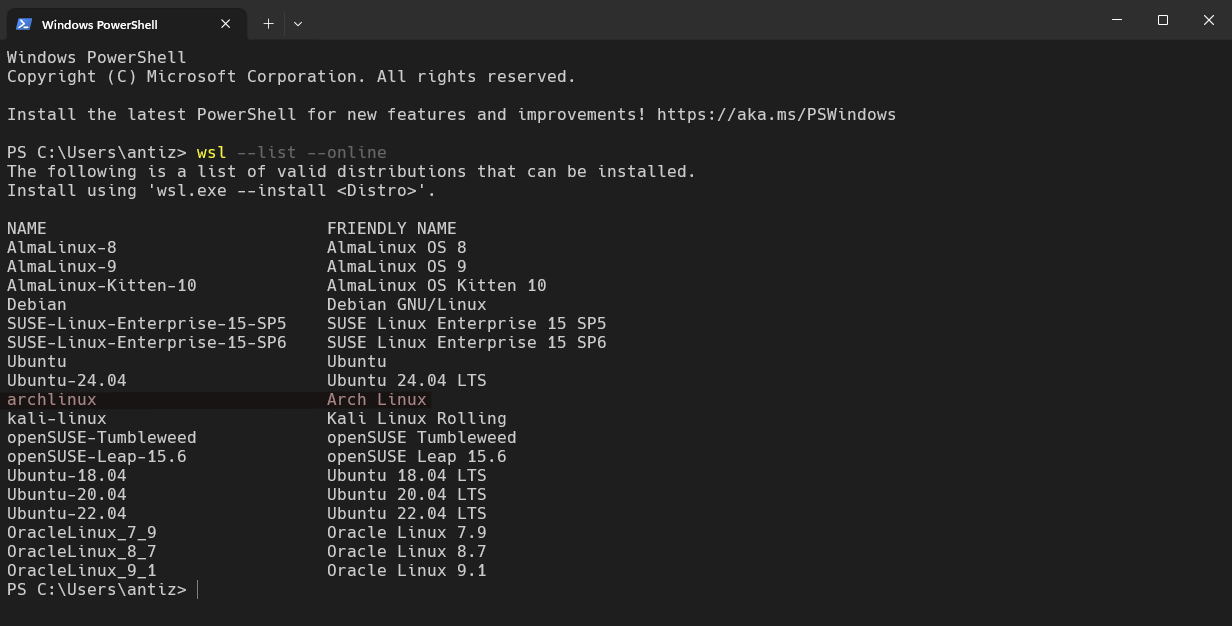 Windows PowerShell
Windows PowerShell
Copyright (C) Microsoft Corporation. All rights reserved.
Install the latest PowerShell for new features and improvements! https://aka.ms/PSWindows
PS C:\Users\antiz> wsl --list --online
The following is a list of valid distributions that can be installed.
Install using 'wsl.exe --install <Distro>'.
NAME FRIENDLY NAME
AlmaLinux-8 AlmaLinux OS 8
AlmaLinux-9 AlmaLinux OS 9
AlmaLinux-Kitten-10 AlmaLinux OS Kitten 10
Debian Debian GNU/Linux
SUSE-Linux-Enterprise-15-SP5 SUSE Linux Enterprise 15 SP5
SUSE-Linux-Enterprise-15-SP6 SUSE Linux Enterprise 15 SP6
Ubuntu Ubuntu
Ubuntu-24.04 Ubuntu 24.04 LTS
archlinux Arch Linux
kali-linux Kali Linux Rolling
openSUSE-Tumbleweed openSUSE Tumbleweed
openSUSE-Leap-15.6 openSUSE Leap 15.6
Ubuntu-18.04 Ubuntu 18.04 LTS
Ubuntu-20.04 Ubuntu 20.04 LTS
Ubuntu-22.04 Ubuntu 22.04 LTS
OracleLinux_7_9 Oracle Linux 7.9
OracleLinux_8_7 Oracle Linux 8.7
OracleLinux_9_1 Oracle Linux 9.1
PS C:\Users\antiz>